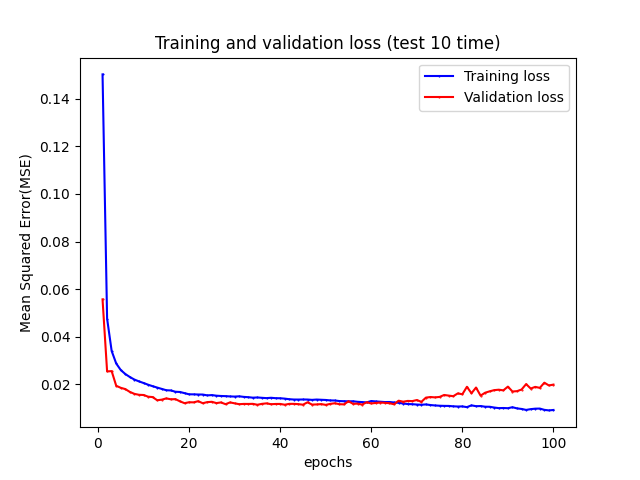 Training and validation loss (test 10 time)
Training loss
Validation loss
Mean Squared Error(MSE)
0.14
0.12
0.10
0.08
0.06
0.04
0.02
0 20 40 60 80 100
epochs